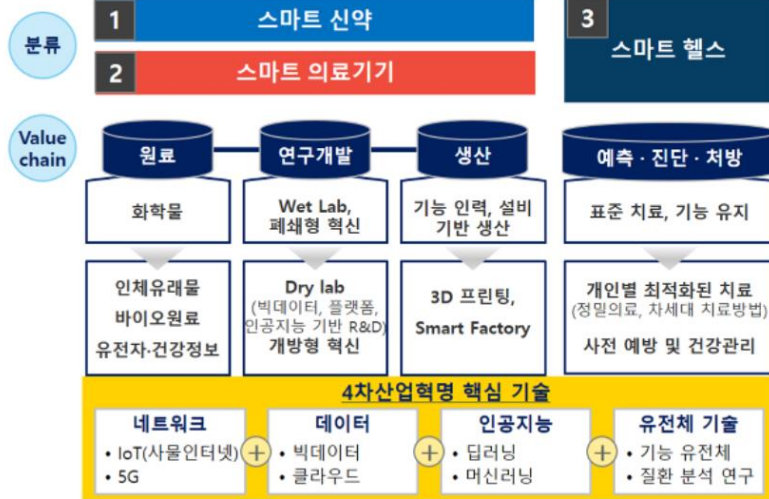 분류
1
스마트 신약
2
스마트 의료기기
3
스마트 헬스
Value
chain
원료
연구개발
생산
예측 · 진단 · 처방
화학물
Wet Lab,
폐쇄형 혁신
기능 인력, 설비
기반 생산
표준 치료, 기능 유지
인체유래물
바이오원료
유전자·건강정보
Dry lab
(빅데이터, 플랫폼,
인공지능 기반 R&D)
개방형 혁신
3D 프린팅,
Smart Factory
개인별 최적화된 치료
(정밀의료, 차세대 치료방법)
사전 예방 및 건강관리
4차산업혁명 핵심 기술
네트워크
• IoT(사물인터넷)
• 5G
+
데이터
• 빅데이터
• 클라우드
+
인공지능
• 딥러닝
• 머신러닝
+
유전체 기술
• 기능 유전체
• 질환 분석 연구